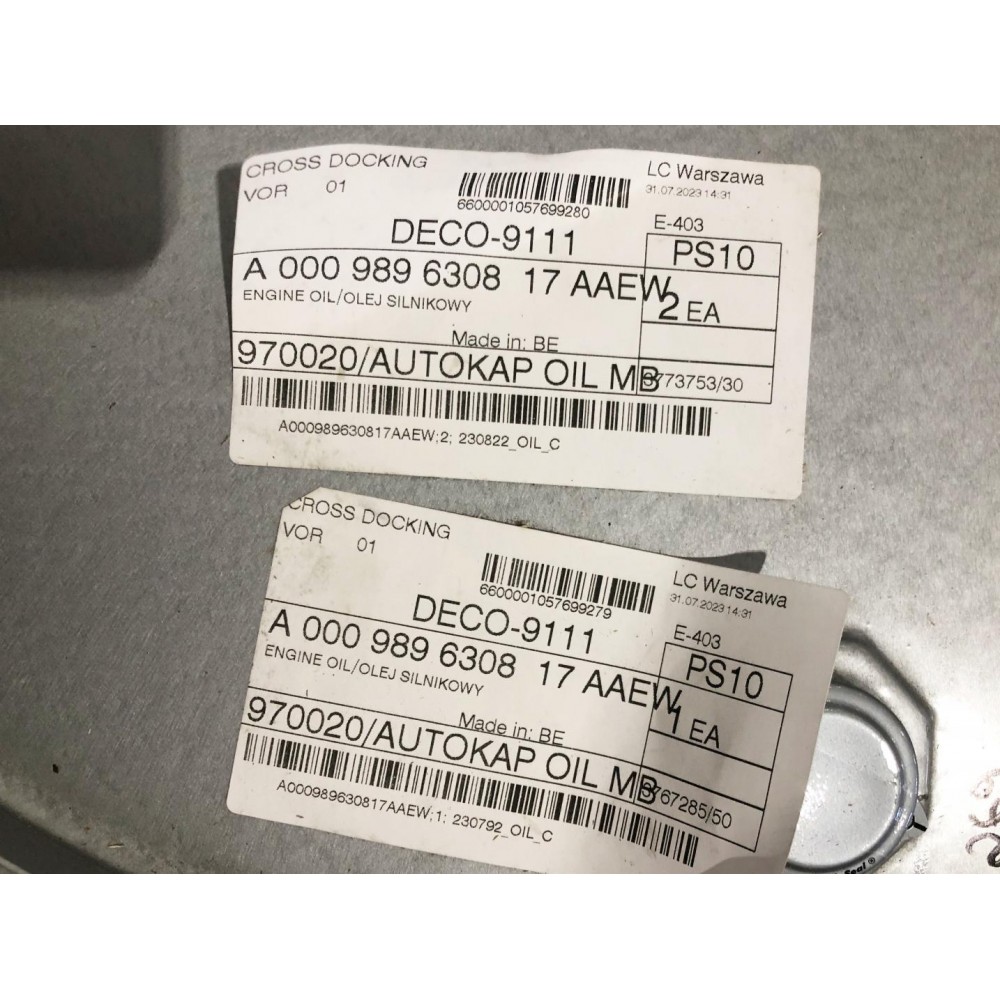 CROSS DOCKING
VOR 01
6600001057699280
LC Warszawa
31.07.2023 14:31
E-403
DECO-9111
PS10
A 000 989 6308 17 AAEW
2 EA
ENGINE OIL/OLEJ SILNIKOWY
Made in: BE
970020/AUTOKAP OIL MB
3773753/30
A000989630817AAEW;2; 230822_OIL_C
CROSS DOCKING
VOR 01
6600001057699279
LC Warszawa
31.07.2023 14:31
E-403
DECO-9111
PS10
A 000 989 6308 17 AAEW
1 EA
ENGINE OIL/OLEJ SILNIKOWY
Made in: BE
970020/AUTOKAP OIL MB
3767285/50
A000989630817AAEW;1; 230792_OIL_C
Seal ®